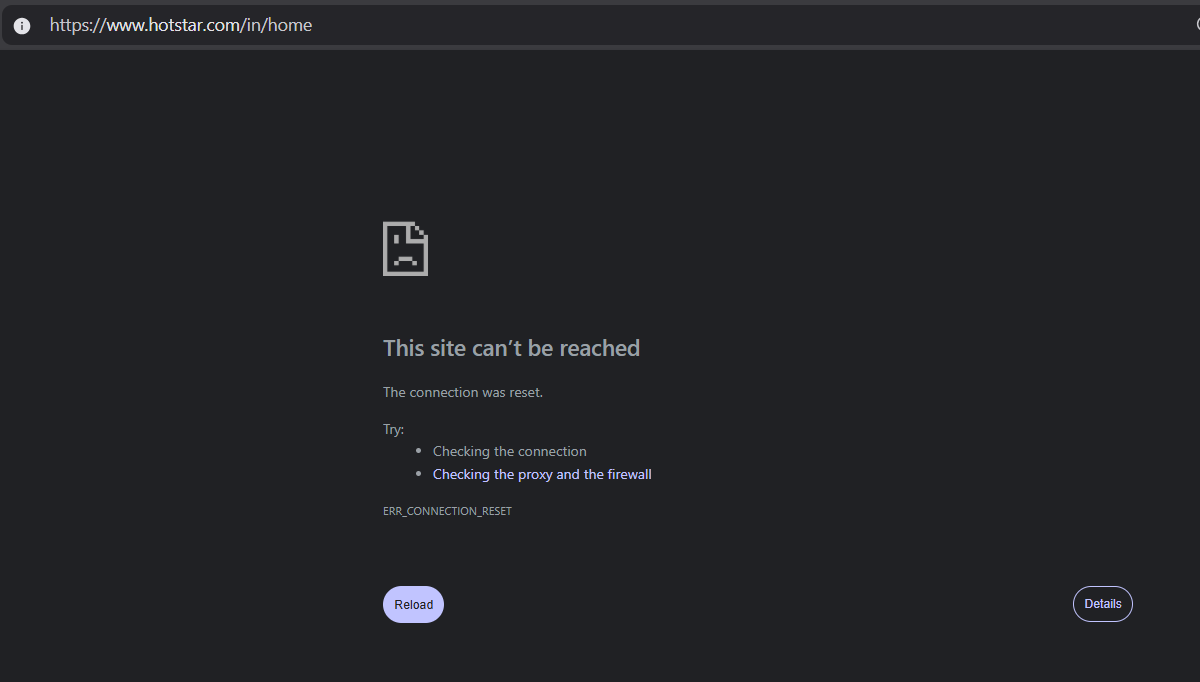 https://www.hotstar.com/in/home
This site can’t be reached
The connection was reset.
Try:
• Checking the connection
• Checking the proxy and the firewall
ERR_CONNECTION_RESET
Reload
Details